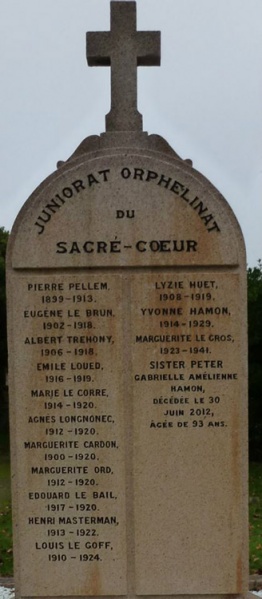 JUNIORAT ORPHELINAT
DU
SACRÉ-CŒUR
PIERRE PELLEM,
1899-1913.
EUGÈNE LE BRUN,
1902-1918.
ALBERT TREHONY,
1906-1918.
EMILE LOUED,
1916-1919.
MARIE LE CORRE,
1914-1920.
AGNÈS LONGNONEC,
1912-1920.
MARGUERITE CARDON,
1900-1920.
MARGUERITE ORD,
1912-1920.
EDOUARD LE BAIL,
1917-1920.
HENRI MASTERMAN,
1913-1922.
LOUIS LE GOFF,
1910-1924.
LYZIE HUET,
1908-1919.
YVONNE HAMON,
1914-1929.
MARGUERITE LE GROS,
1923-1941.
SISTER PETER
GABRIELLE AMÉLIENNE
HAMON,
DÉCÉDÉE LE 30
JUIN 2012,
ÂGÉE DE 93 ANS.